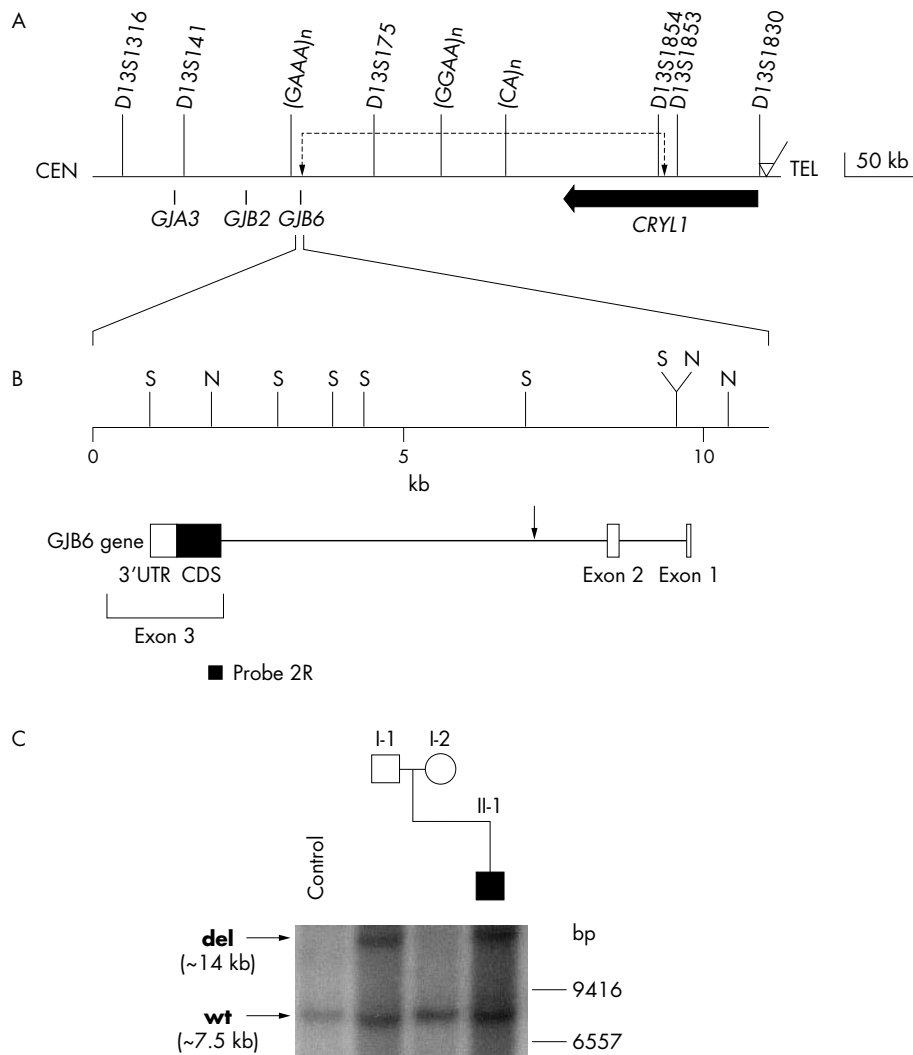 A
D13S1316
D13S141
(GAAA)n
D13S175
(GGAA)n
(CA)n
D13S1854
D13S1853
D13S1830
CEN
TEL
50 kb
GJA3
GJB2
GJB6
CRYL1
B
S
N
S
S
S
S
S
N
N
0
5
10
kb
GJB6 gene
3'UTR
CDS
Exon 2
Exon 1
Exon 3
Probe 2R
C
I-1
I-2
II-1
Control
del
(~14 kb)
wt
(~7.5 kb)
bp
9416
6557